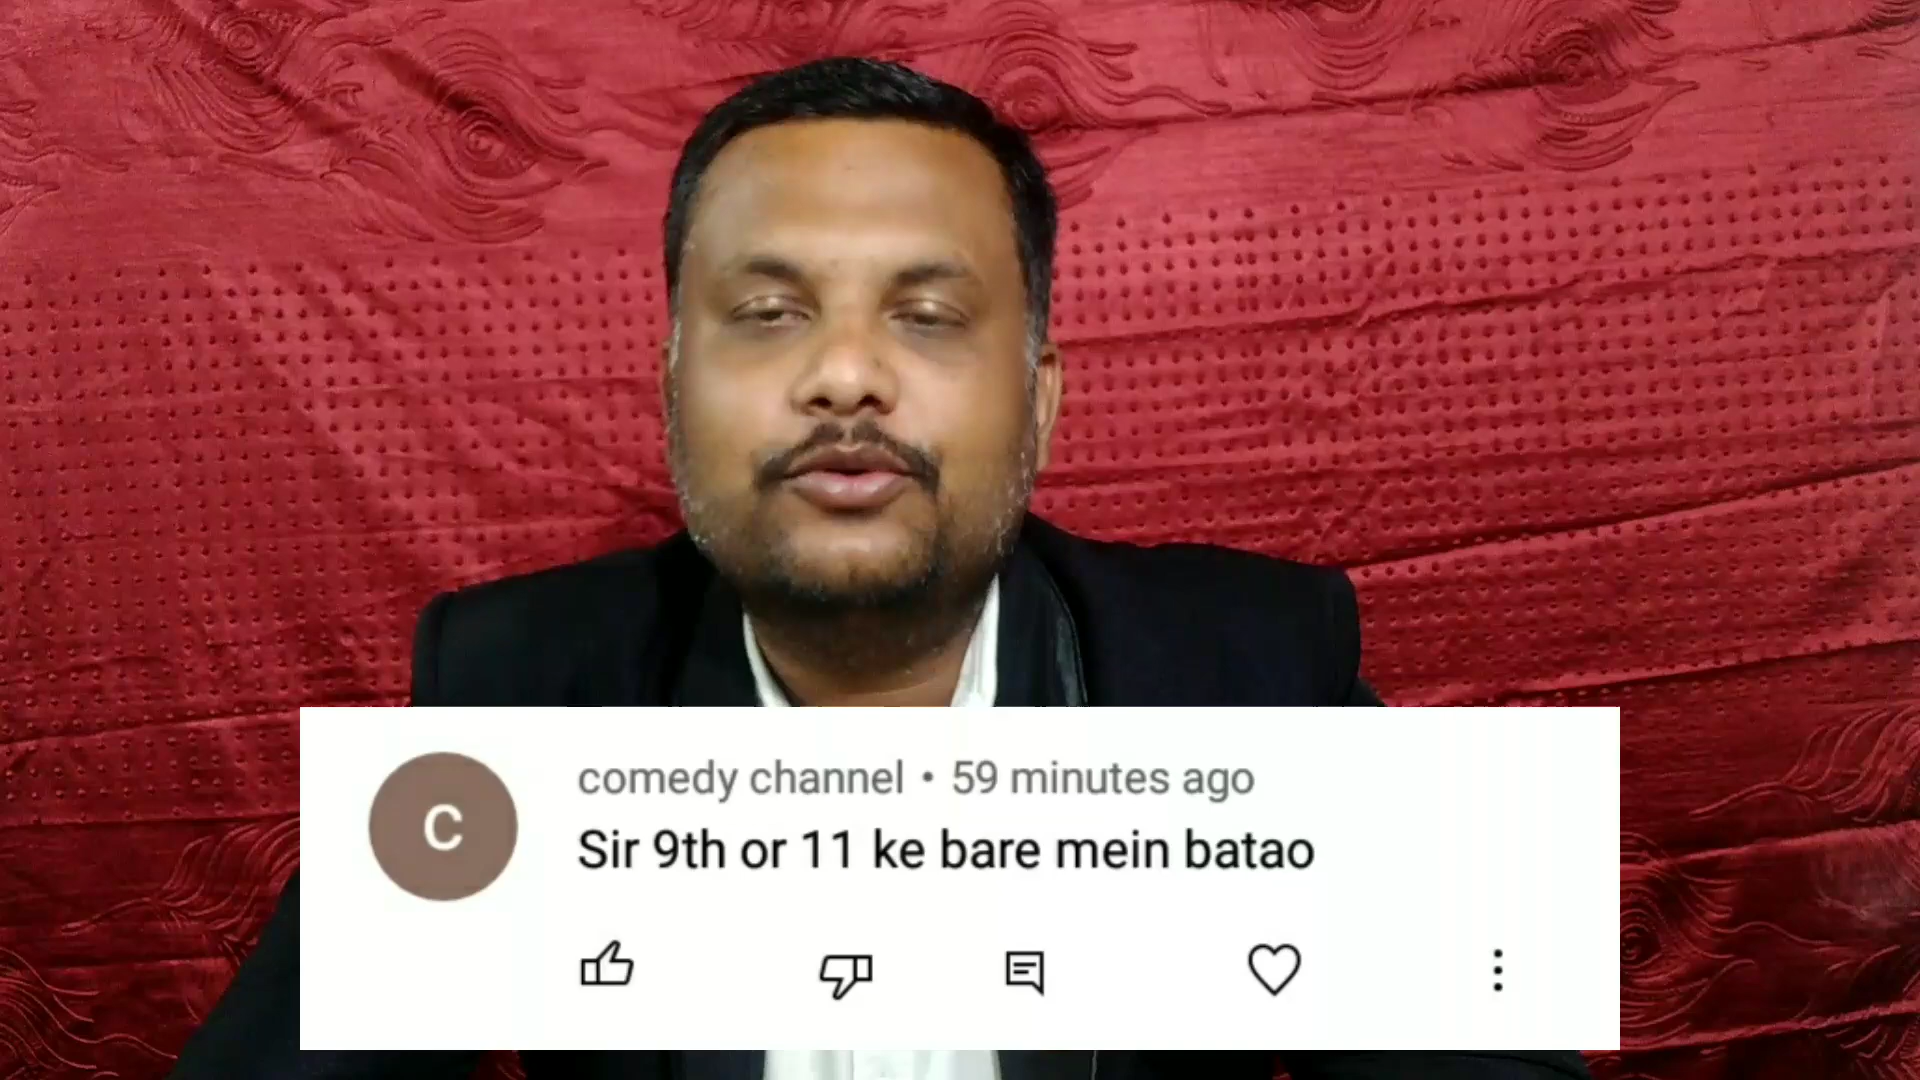 C
comedy channel • 59 minutes ago
Sir 9th or 11 ke bare mein batao